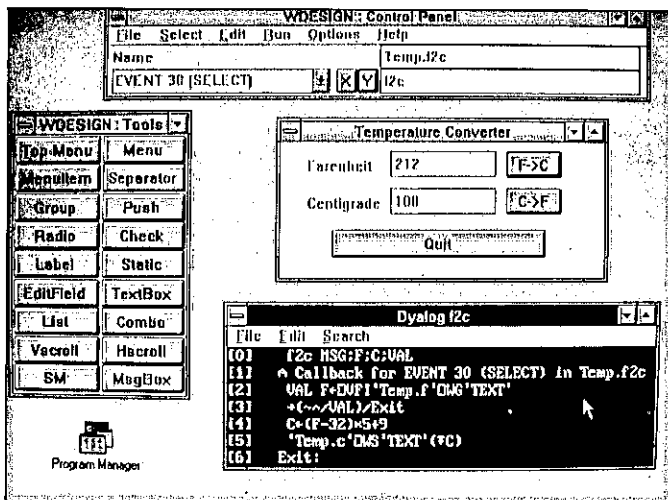 WDESIGN : Control Panel
File Select Edit Run Options Help
Name Temp.f2c
EVENT 30 (SELECT) X Y f2c
WDESIGN : Tools
Top-Menu Menu
MenuItem Separator
Group Push
Radio Check
Label Static
EditField TextBox
List Combo
Vscroll Hscroll
SM MsgBox
Program Manager
Temperature Converter
Farenheit 212 F->C
Centigrade 100 C->F
Quit
Dyalog f2c
File Edit Search
[0] f2c MSG;F;C;VAL
[1] ⍝ Callback for EVENT 30 (SELECT) in Temp.f2c
[2] VAL F←⎕VFI'Temp.f'⎕WG'TEXT'
[3] →(~^/VAL)/Exit
[4] C←(F-32)×5÷9
[5] 'Temp.c'⎕WS'TEXT'(⍕C)
[6] Exit: